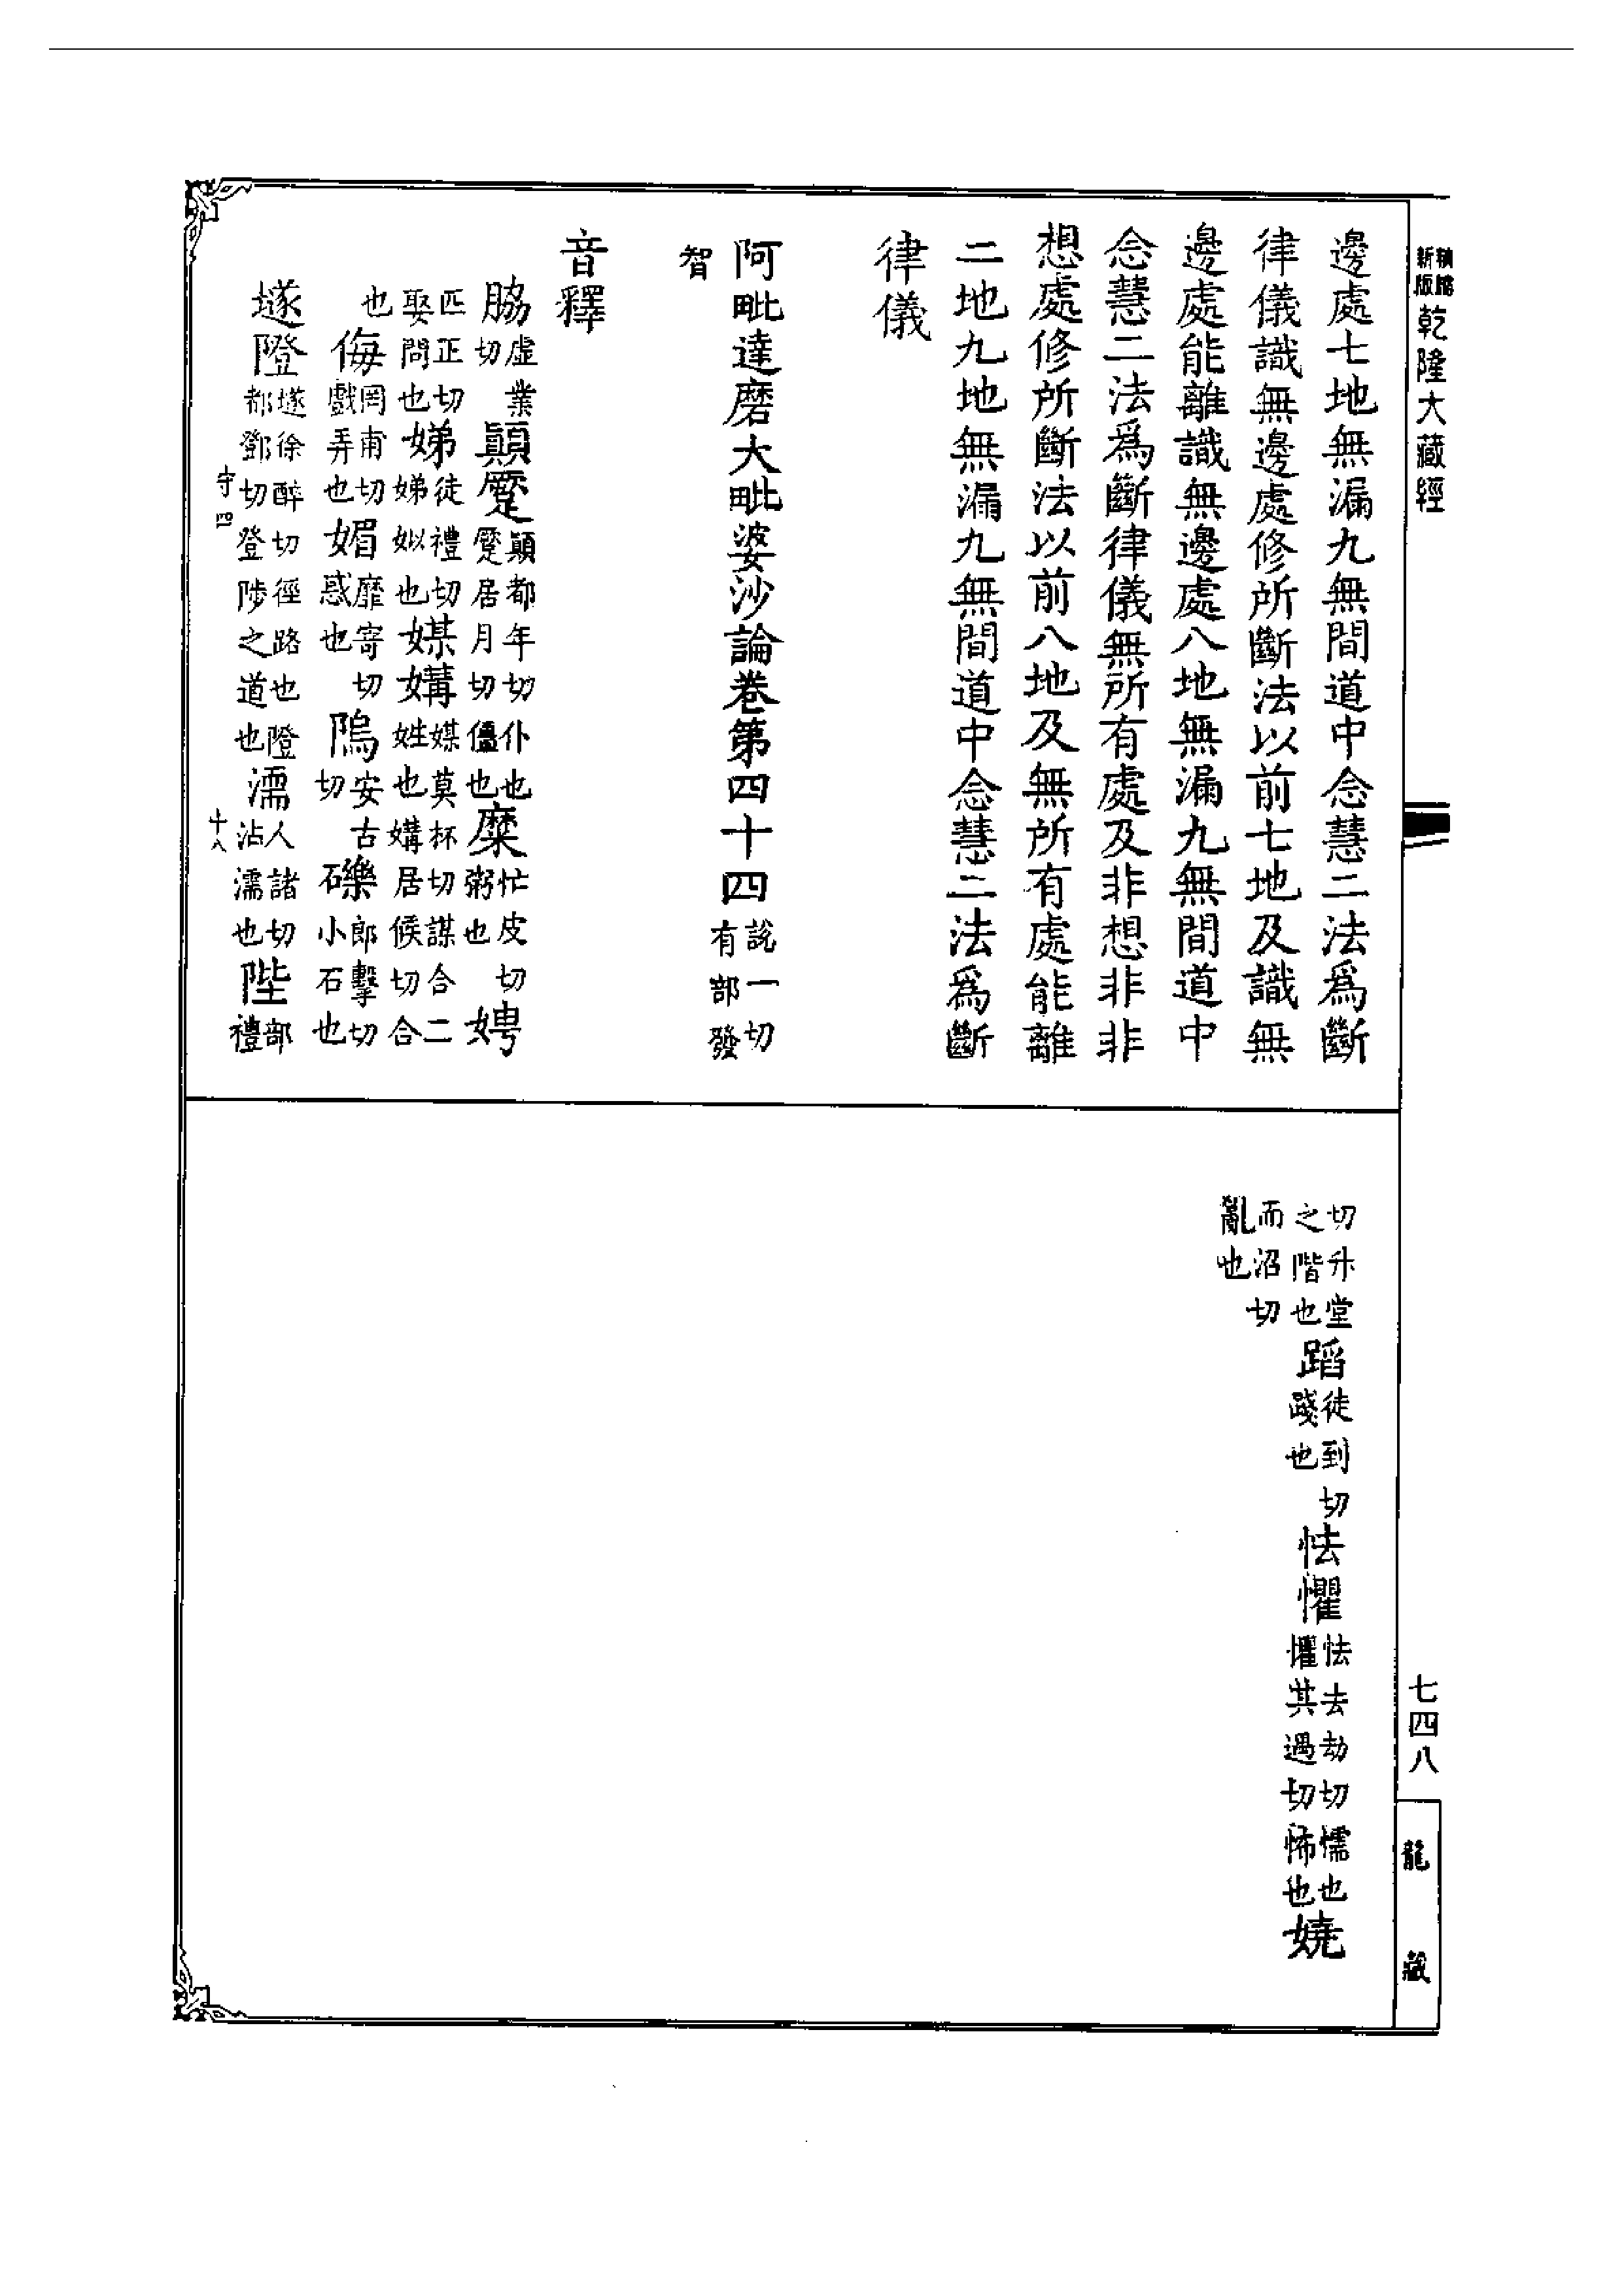 新版乾隆大藏經
邊處七地無漏九無間道中念慧二法爲斷
律儀識無邊處修所斷法以前七地及識無
邊處能離識無邊處八地無漏九無間道中
念慧二法爲斷律儀無所有處及非想非非
想處修所斷法以前八地及無所有處能離
二地九地無漏九無間道中念慧二法爲斷
律儀
阿毗達磨大毗婆沙論卷第四十四說一切有部發
智
音釋
脇虛業切 顛蹷顛都年切仆也蹷居月切僵也 糜忙皮切粥也 娉
匹正切娶問也 娣徒禮切娣姒也 媒媾媒莫杯切謀合二姓也媾居候切合
也 侮罔甫切戲弄也 媚靡寄切惑也 隖安古切 礫郎擊切小石也
𡑞隥𡑞徐醉切徑路也隥都鄧切登陟之道也 濡人諸切沾濡也 陛部禮
守四 十八
切升堂之階也 蹈徒到切踐也 怯懼怯去劫切懦也懼其遇切怖也 嬈
而沼切亂也
七四八
龍藏